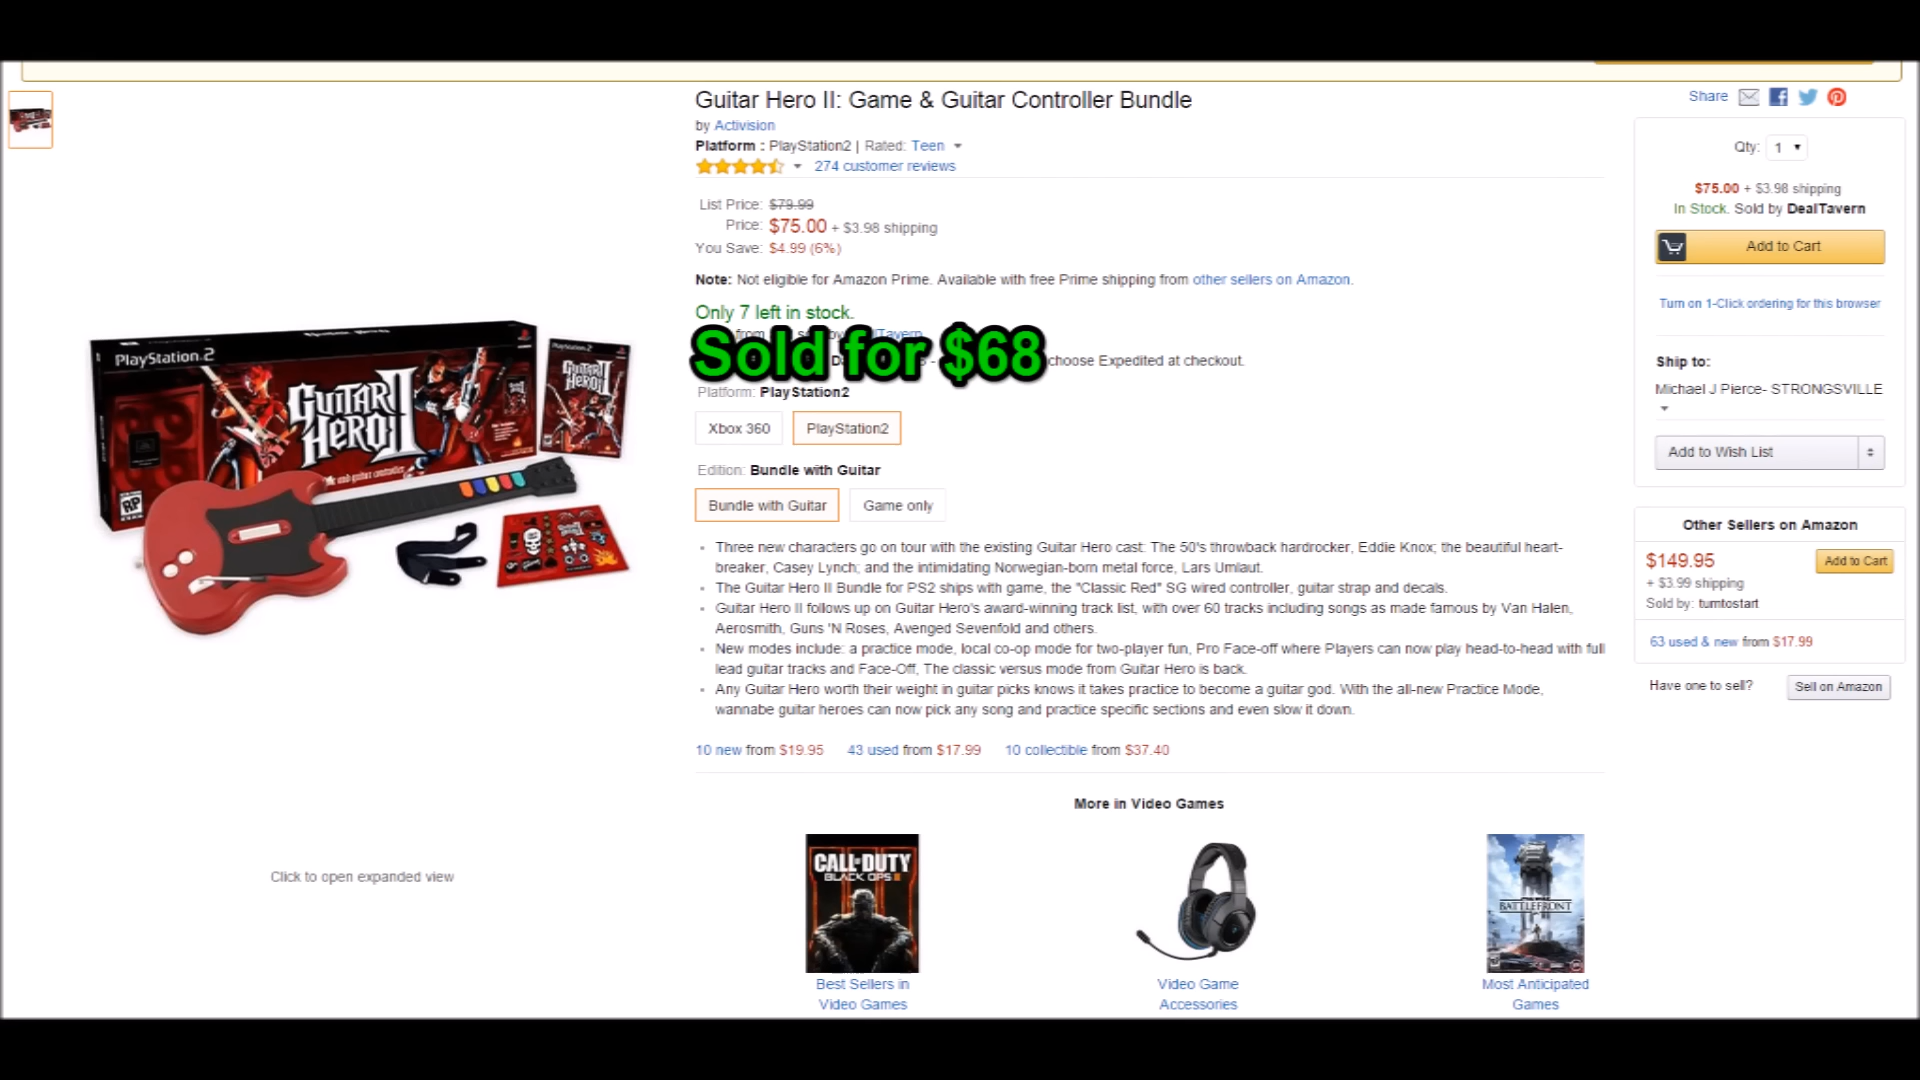 Guitar Hero II: Game & Guitar Controller Bundle
by Activision
Platform : PlayStation2 | Rated: Teen
274 customer reviews
List Price: $79.99
Price: $75.00 + $3.98 shipping
You Save: $4.99 (6%)
Note: Not eligible for Amazon Prime. Available with free Prime shipping from other sellers on Amazon.
Only 7 left in stock.
Sold for $68
choose Expedited at checkout.
Platform: PlayStation2
Xbox 360
PlayStation2
Edition: Bundle with Guitar
Bundle with Guitar
Game only
Three new characters go on tour with the existing Guitar Hero cast: The 50's throwback hardrocker, Eddie Knox; the beautiful heart-
breaker, Casey Lynch; and the intimidating Norwegian-born metal force, Lars Umlaut.
The Guitar Hero II Bundle for PS2 ships with game, the "Classic Red" SG wired controller, guitar strap and decals.
Guitar Hero II follows up on Guitar Hero's award-winning track list, with over 60 tracks including songs as made famous by Van Halen,
Aerosmith, Guns 'N Roses, Avenged Sevenfold and others.
New modes include: a practice mode, local co-op mode for two-player fun, Pro Face-off where Players can now play head-to-head with full
lead guitar tracks and Face-Off, The classic versus mode from Guitar Hero is back.
Any Guitar Hero worth their weight in guitar picks knows it takes practice to become a guitar god. With the all-new Practice Mode,
wannabe guitar heroes can now pick any song and practice specific sections and even slow it down.
10 new from $19.95 43 used from $17.99 10 collectible from $37.40
PlayStation 2
GUITAR HERO II
PlayStation 2
GUITAR HERO II
RP
Click to open expanded view
Share
Qty: 1
$75.00 + $3.98 shipping
In Stock. Sold by DealTavern
Add to Cart
Turn on 1-Click ordering for this browser
Ship to:
Michael J Pierce- STRONGSVILLE
Add to Wish List
Other Sellers on Amazon
$149.95
Add to Cart
+ $3.99 shipping
Sold by: tumtostart
63 used & new from $17.99
Have one to sell?
Sell on Amazon
More in Video Games
CALL OF DUTY
BLACK OPS III
BATTLEFRONT
Best Sellers in
Video Games
Video Game
Accessories
Most Anticipated
Games